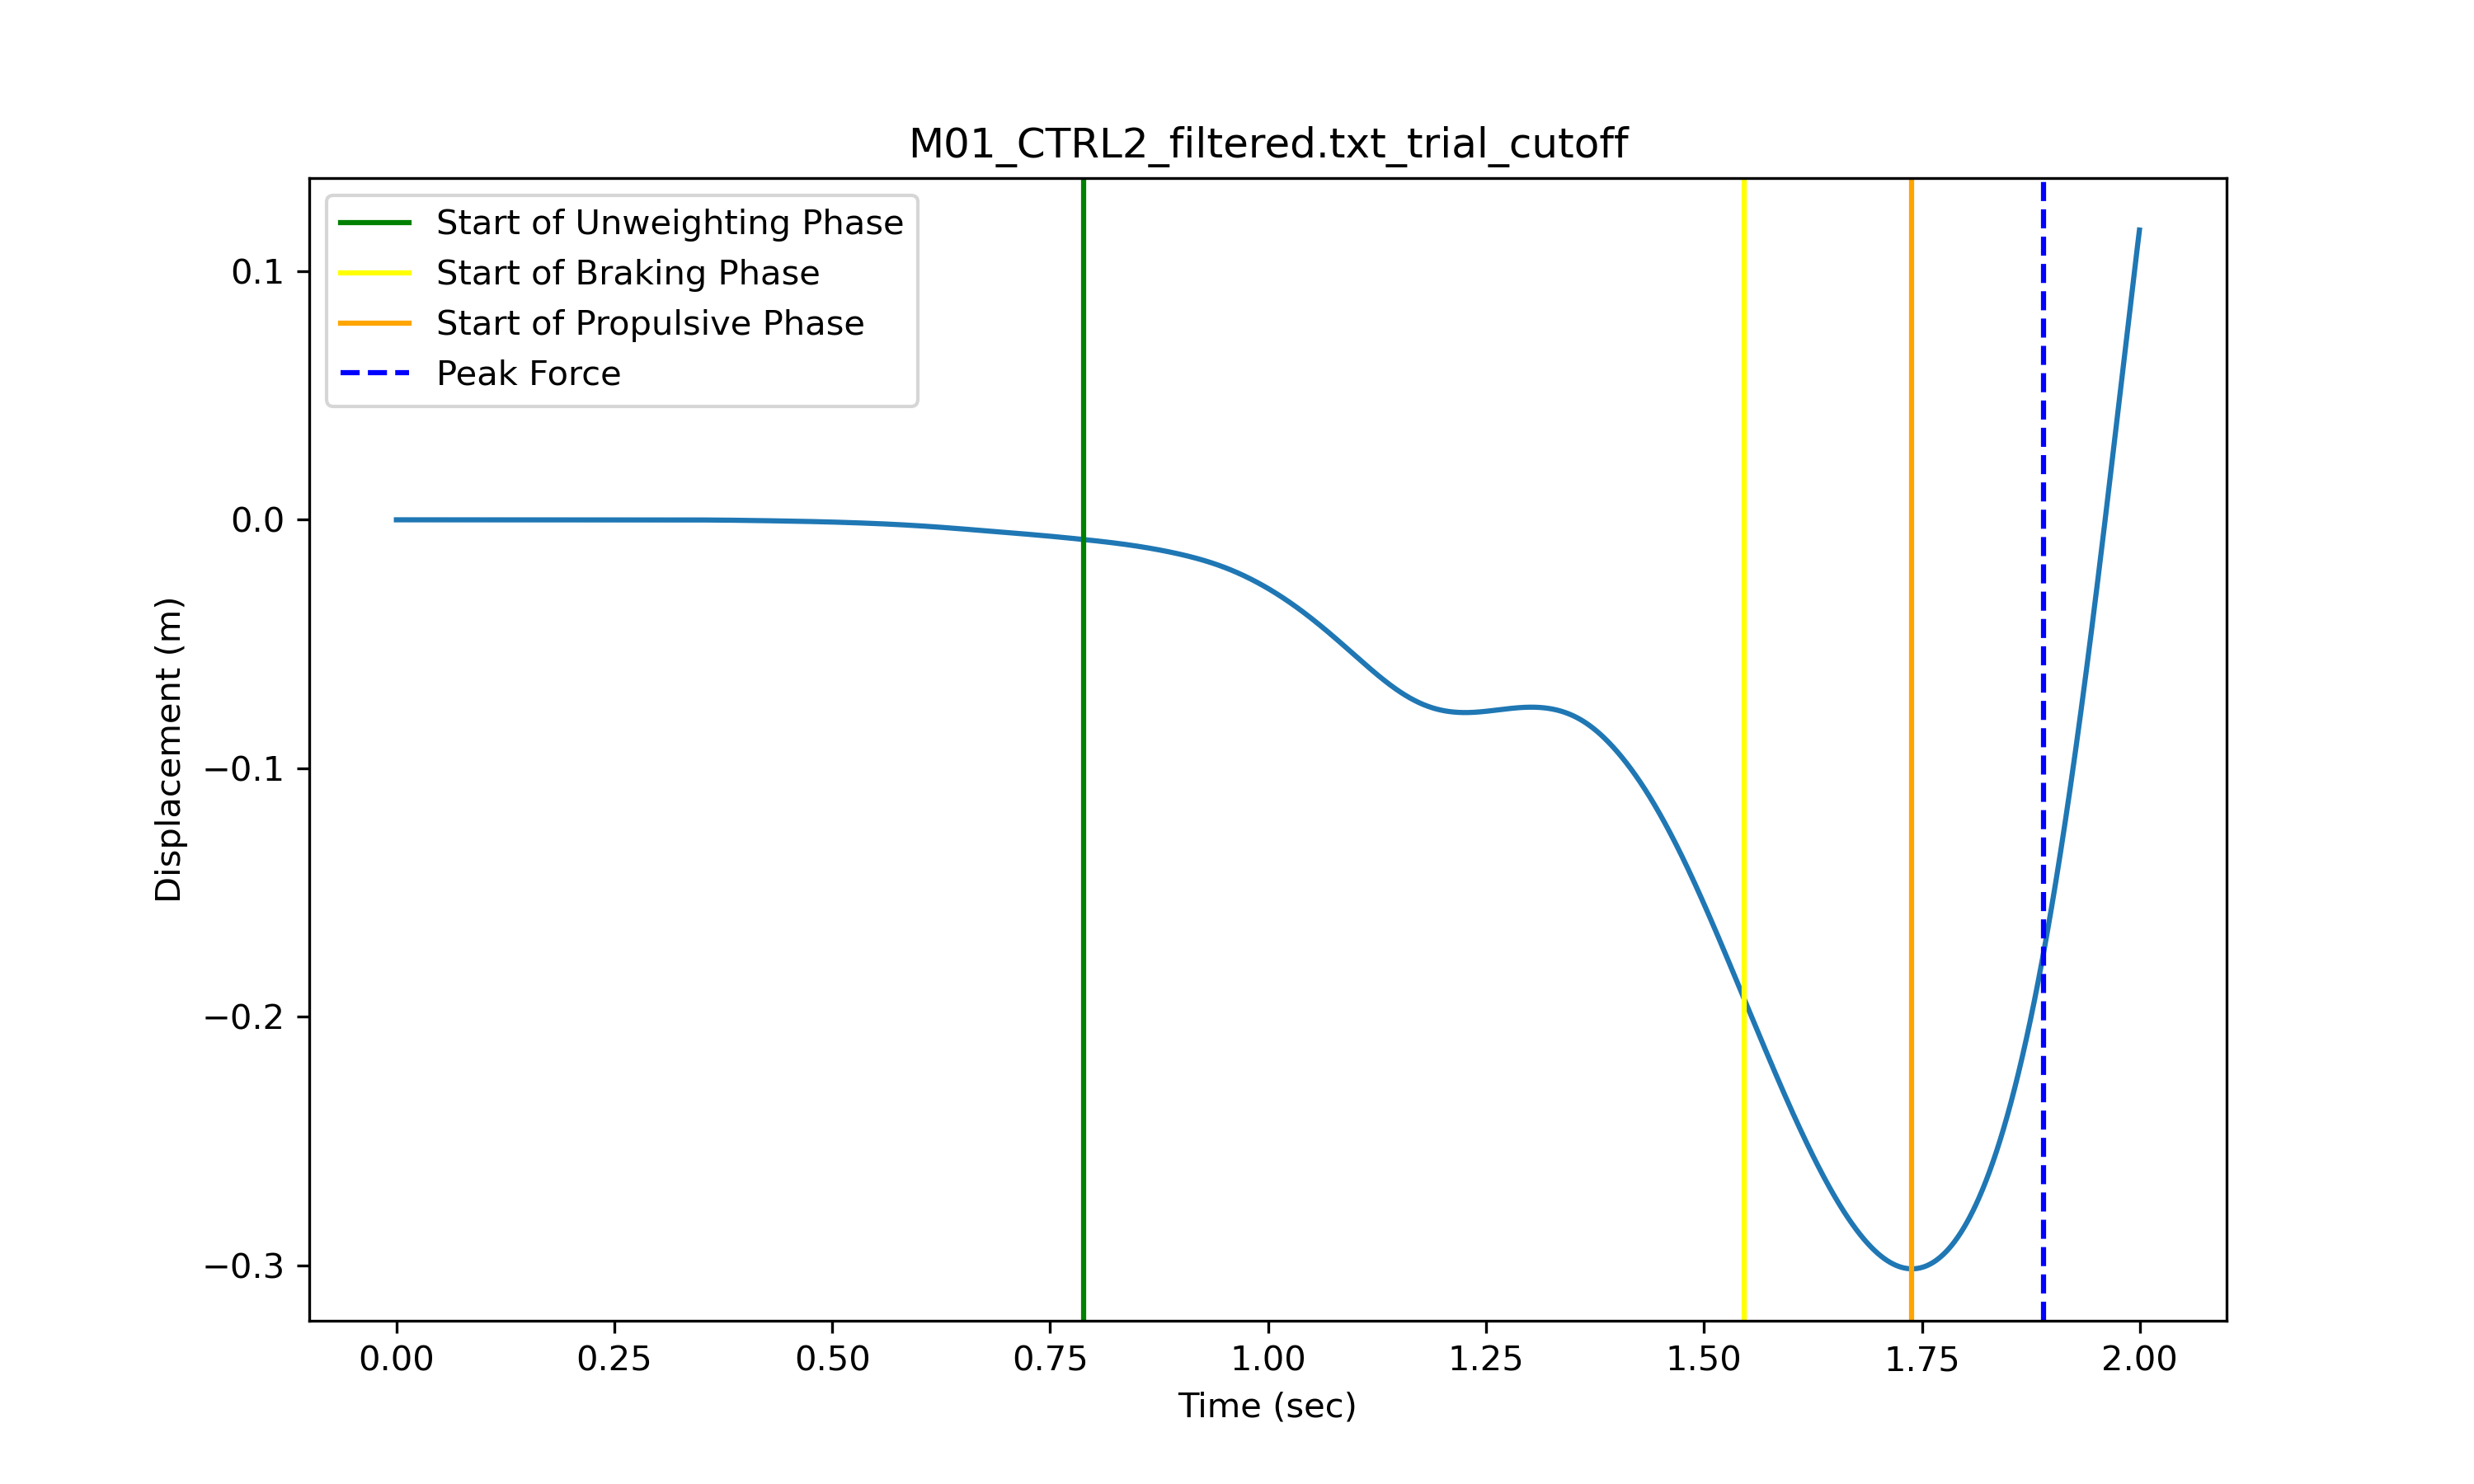 M01_CTRL2_filtered.txt_trial_cutoff
Start of Unweighting Phase
Start of Braking Phase
Start of Propulsive Phase
Peak Force
0.1
0.0
−0.1
−0.2
−0.3
Displacement (m)
0.00 0.25 0.50 0.75 1.00 1.25 1.50 1.75 2.00
Time (sec)